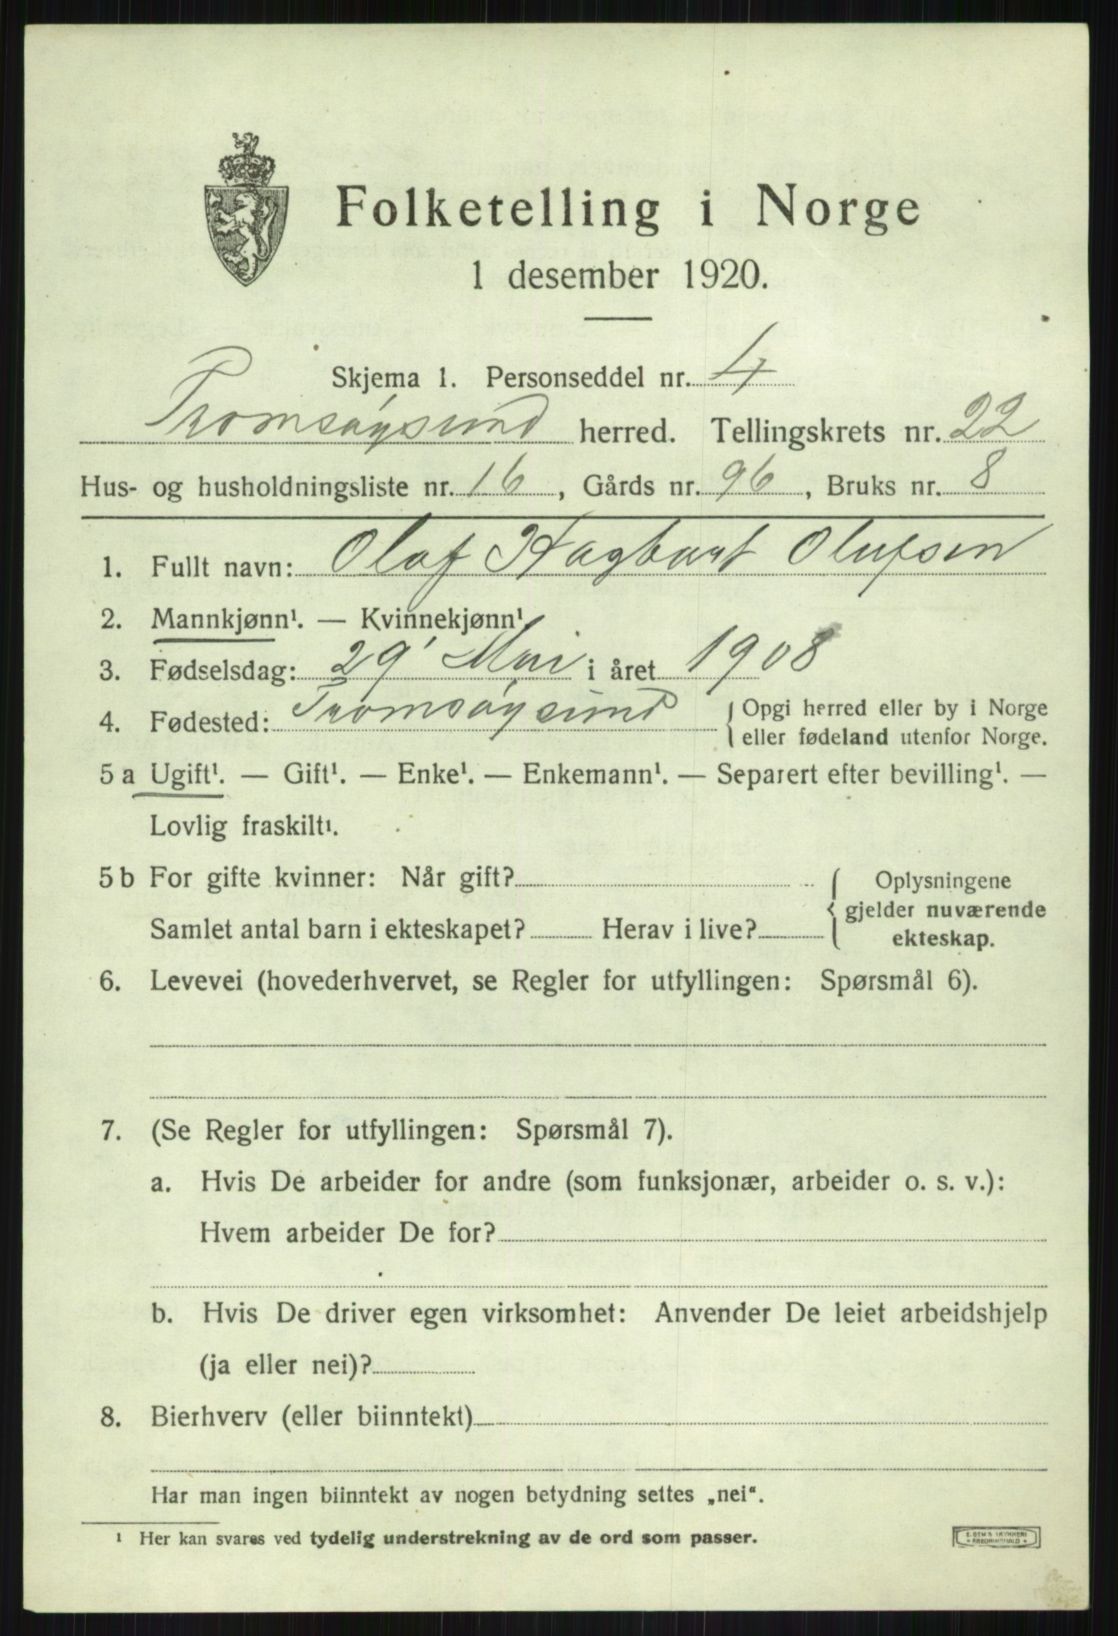 Folketelling i Norge
1 desember 1920.
Skjema 1. Personseddel nr. 4
Tromsøysund herred. Tellingskrets nr. 22
Hus- og husholdningsliste nr. 16, Gårds nr. 96, Bruks nr. 8
1. Fullt navn: Olaf Hagbart Olufsen
2. Mannkjønn¹. — Kvinnekjønn¹.
3. Fødselsdag: 29' Mai i året 1908
4. Fødested: Tromsøysund { Opgi herred eller by i Norge
eller fødeland utenfor Norge.
5 a Ugift¹. — Gift¹. — Enke¹. — Enkemann¹. — Separert efter bevilling¹. —
Lovlig fraskilt¹.
5 b For gifte kvinner: Når gift? { Oplysningene
gjelder nuværende
Samlet antal barn i ekteskapet? Herav i live?
ekteskap.
6. Levevei (hovederhvervet, se Regler for utfyllingen: Spørsmål 6).
7. (Se Regler for utfyllingen: Spørsmål 7).
a. Hvis De arbeider for andre (som funksjonær, arbeider o. s. v.):
Hvem arbeider De for?
b. Hvis De driver egen virksomhet: Anvender De leiet arbeidshjelp
(ja eller nei)?
8. Bierhverv (eller biinntekt)
Har man ingen biinntekt av nogen betydning settes „nei“.
¹ Her kan svares ved tydelig understrekning av de ord som passer.